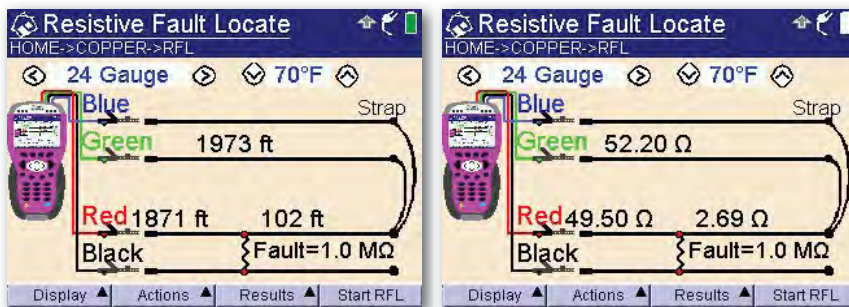 Resistive Fault Locate
HOME->COPPER->RFL
24 Gauge 70°F
Blue Strap
Green 1973 ft
Red 1871 ft 102 ft
Black Fault=1.0 MΩ
Display Actions Results Start RFL
Resistive Fault Locate
HOME->COPPER->RFL
24 Gauge 70°F
Blue Strap
Green 52.20 Ω
Red 49.50 Ω 2.69 Ω
Black Fault=1.0 MΩ
Display Actions Results Start RFL